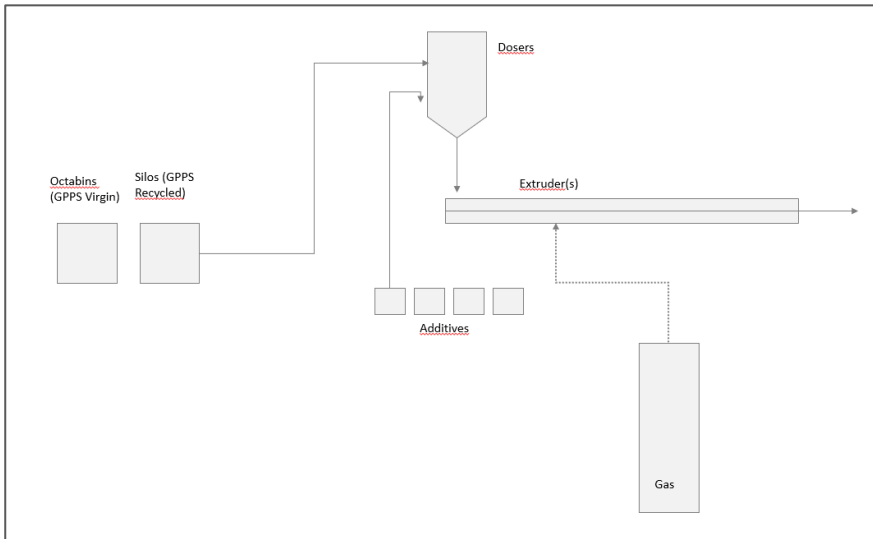 Dosers
Octabins
(GPPS Virgin)
Silos (GPPS
Recycled)
Extruder(s)
Additives
Gas